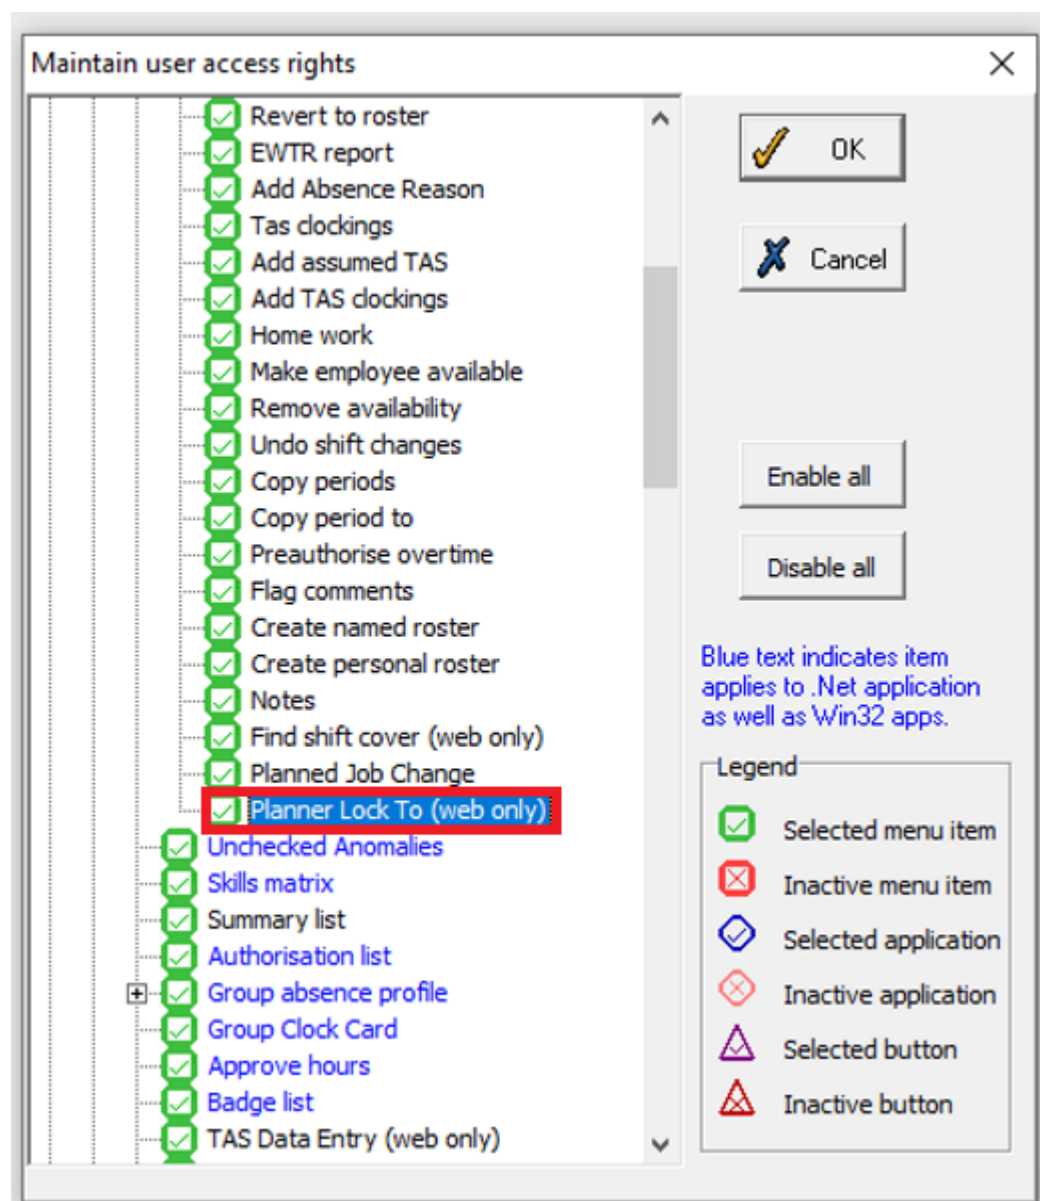 Maintain user access rights
Revert to roster
EWTR report
Add Absence Reason
Tas clockings
Add assumed TAS
Add TAS clockings
Home work
Make employee available
Remove availability
Undo shift changes
Copy periods
Copy period to
Preauthorise overtime
Flag comments
Create named roster
Create personal roster
Notes
Find shift cover (web only)
Planned Job Change
Planner Lock To (web only)
Unchecked Anomalies
Skills matrix
Summary list
Authorisation list
Group absence profile
Group Clock Card
Approve hours
Badge list
TAS Data Entry (web only)
OK
Cancel
Enable all
Disable all
Blue text indicates item
applies to .Net application
as well as Win32 apps.
Legend
Selected menu item
Inactive menu item
Selected application
Inactive application
Selected button
Inactive button